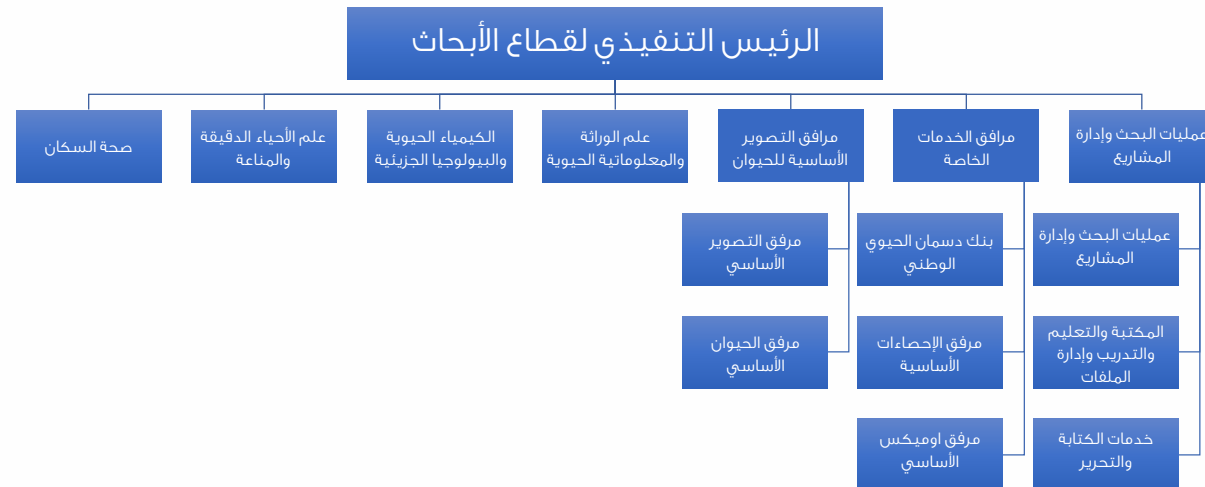 الرئيس التنفيذي لقطاع الأبحاث
عمليات البحث وإدارة
المشاريع
مرافق الخدمات
الخاصة
مرافق التصوير
الأساسية للحيوان
علم الوراثة
والمعلوماتية الحيوية
الكيمياء الحيوية
والبيولوجيا الجزيئية
علم الأحياء الدقيقة
والمناعة
صحة السكان
عمليات البحث وإدارة
المشاريع
بنك دسمان الحيوي
الوطني
مرفق التصوير
الأساسي
المكتبة والتعليم
والتدريب وإدارة
الملفات
مرفق الإحصاءات
الأساسية
مرفق الحيوان
الأساسي
خدمات الكتابة
والتحرير
مرفق اوميكس
الأساسي